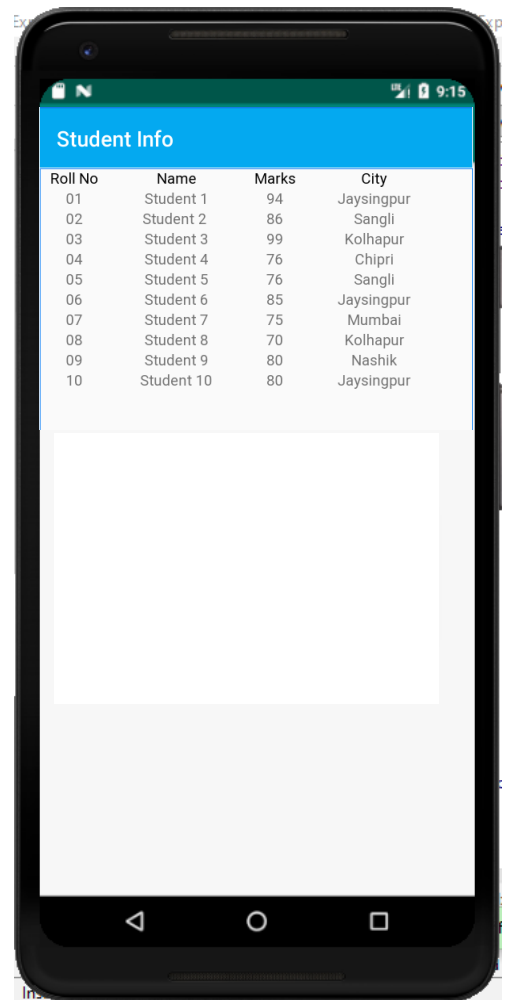 LTE 9:15
Student Info
Roll No Name Marks City
01 Student 1 94 Jaysingpur
02 Student 2 86 Sangli
03 Student 3 99 Kolhapur
04 Student 4 76 Chipri
05 Student 5 76 Sangli
06 Student 6 85 Jaysingpur
07 Student 7 75 Mumbai
08 Student 8 70 Kolhapur
09 Student 9 80 Nashik
10 Student 10 80 Jaysingpur